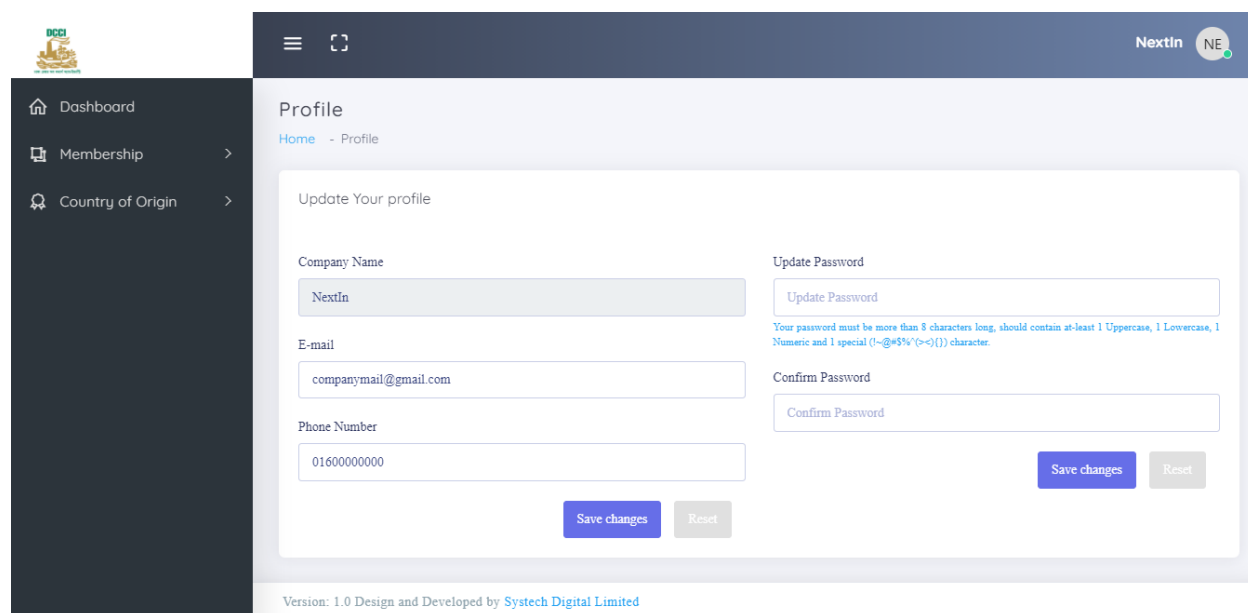 DCCI
NextIn
NE
Dashboard
Membership
Country of Origin
Profile
Home - Profile
Update Your profile
Company Name
NextIn
E-mail
companymail@gmail.com
Phone Number
01600000000
Save changes
Reset
Update Password
Update Password
Your password must be more than 8 characters long, should contain at-least 1 Uppercase, 1 Lowercase, 1
Numeric and 1 special (!~@#$%^(><){}) character.
Confirm Password
Confirm Password
Save changes
Reset
Version: 1.0 Design and Developed by Systech Digital Limited